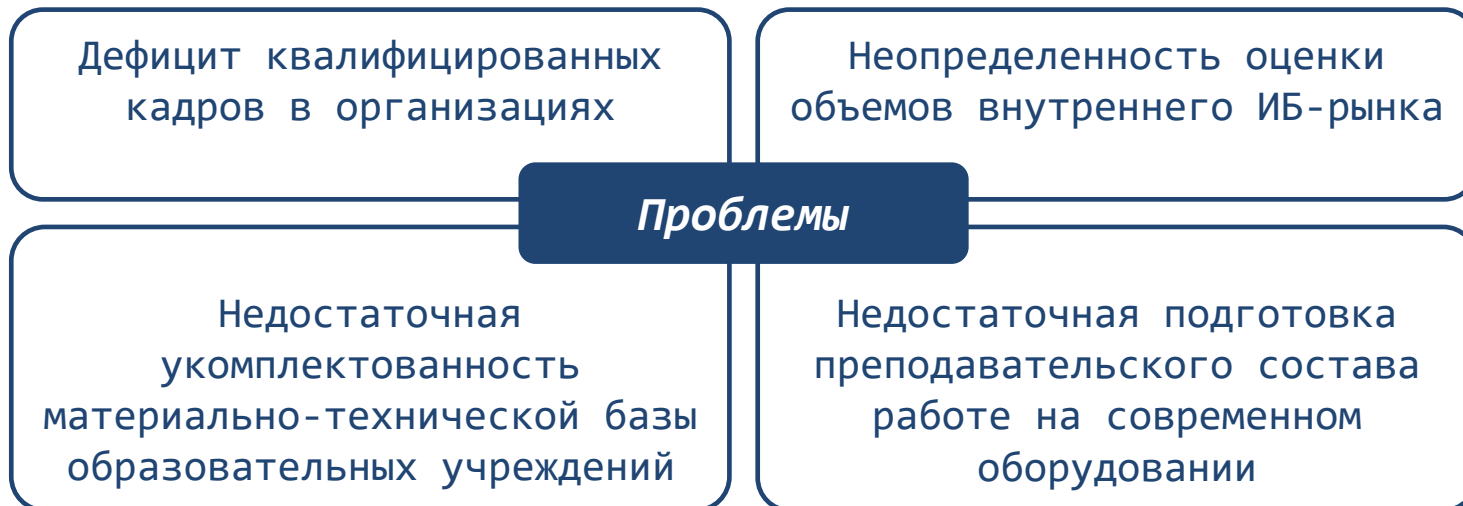 Дефицит квалифицированных
кадров в организациях
Неопределенность оценки
объемов внутреннего ИБ-рынка
Проблемы
Недостаточная
укомплектованность
материально-технической базы
образовательных учреждений
Недостаточная подготовка
преподавательского состава
работе на современном
оборудовании